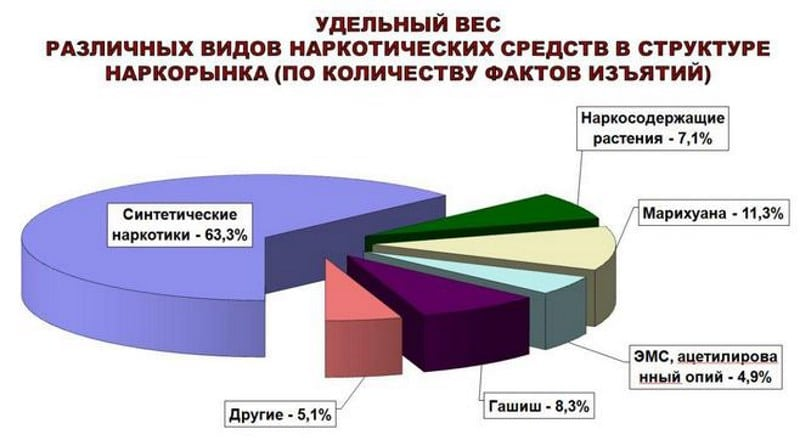 УДЕЛЬНЫЙ ВЕС
РАЗЛИЧНЫХ ВИДОВ НАРКОТИЧЕСКИХ СРЕДСТВ В СТРУКТУРЕ
НАРКОРЫНКА (ПО КОЛИЧЕСТВУ ФАКТОВ ИЗЪЯТИЙ)
Наркосодержащие
растения - 7,1%
Синтетические
наркотики - 63,3%
Марихуана - 11,3%
ЭМС, ацетилирова
нный опий - 4,9%
Гашиш - 8,3%
Другие - 5,1%